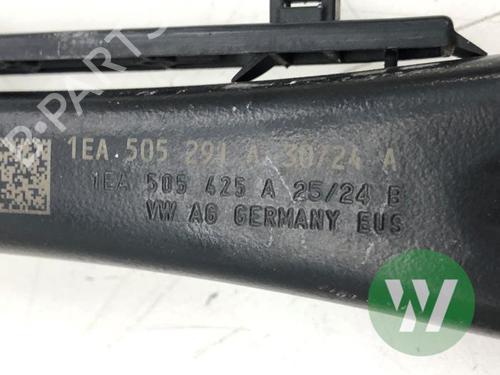 1EA 505 291 A 30/24 A
1EA 505 425 A 25/24 B
VW AG GERMANY EUS
W